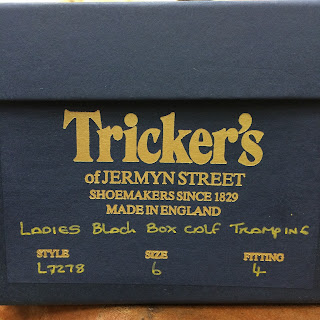 Tricker's
of JERMYN STREET
SHOEMAKERS SINCE 1829
MADE IN ENGLAND
LADIES Black Box calf TRAMPING
STYLE SIZE FITTING
L7278 6 4